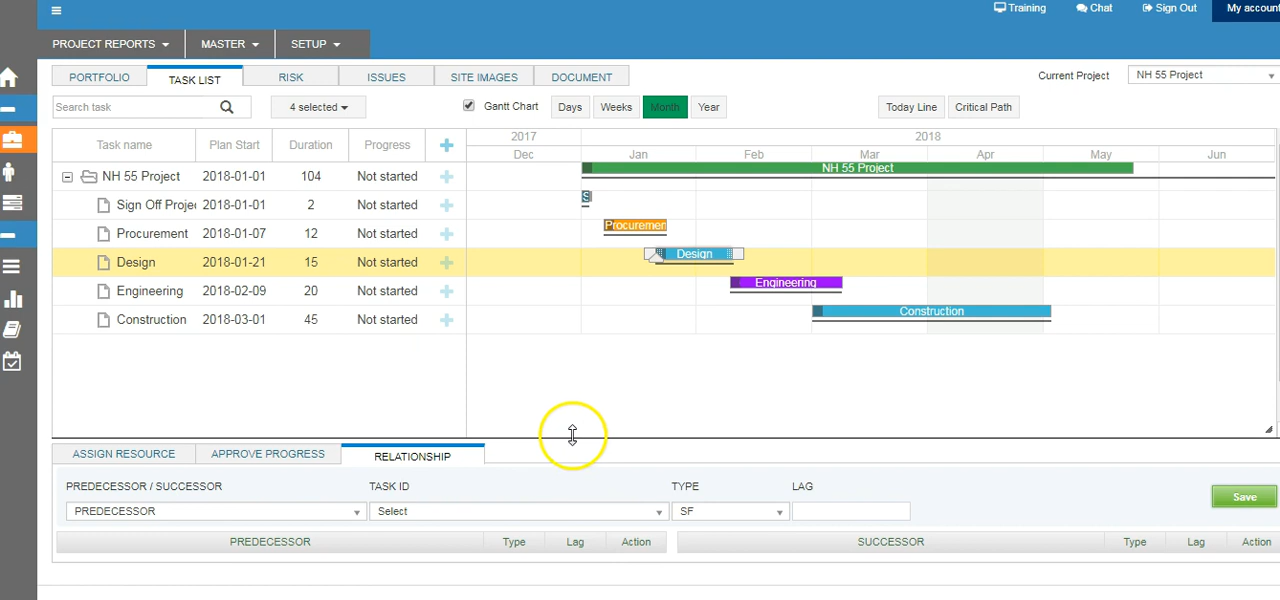 Training Chat Sign Out My account
PROJECT REPORTS MASTER SETUP
PORTFOLIO TASK LIST RISK ISSUES SITE IMAGES DOCUMENT Current Project NH 55 Project
Search task 4 selected Gantt Chart Days Weeks Month Year Today Line Critical Path
Task name Plan Start Duration Progress
2017 2018
Dec Jan Feb Mar Apr May Jun
NH 55 Project 2018-01-01 104 Not started NH 55 Project
Sign Off Proje 2018-01-01 2 Not started S
Procurement 2018-01-07 12 Not started Procuremen
Design 2018-01-21 15 Not started Design
Engineering 2018-02-09 20 Not started Engineering
Construction 2018-03-01 45 Not started Construction
ASSIGN RESOURCE APPROVE PROGRESS RELATIONSHIP
PREDECESSOR / SUCCESSOR TASK ID TYPE LAG
PREDECESSOR Select SF Save
PREDECESSOR Type Lag Action SUCCESSOR Type Lag Action